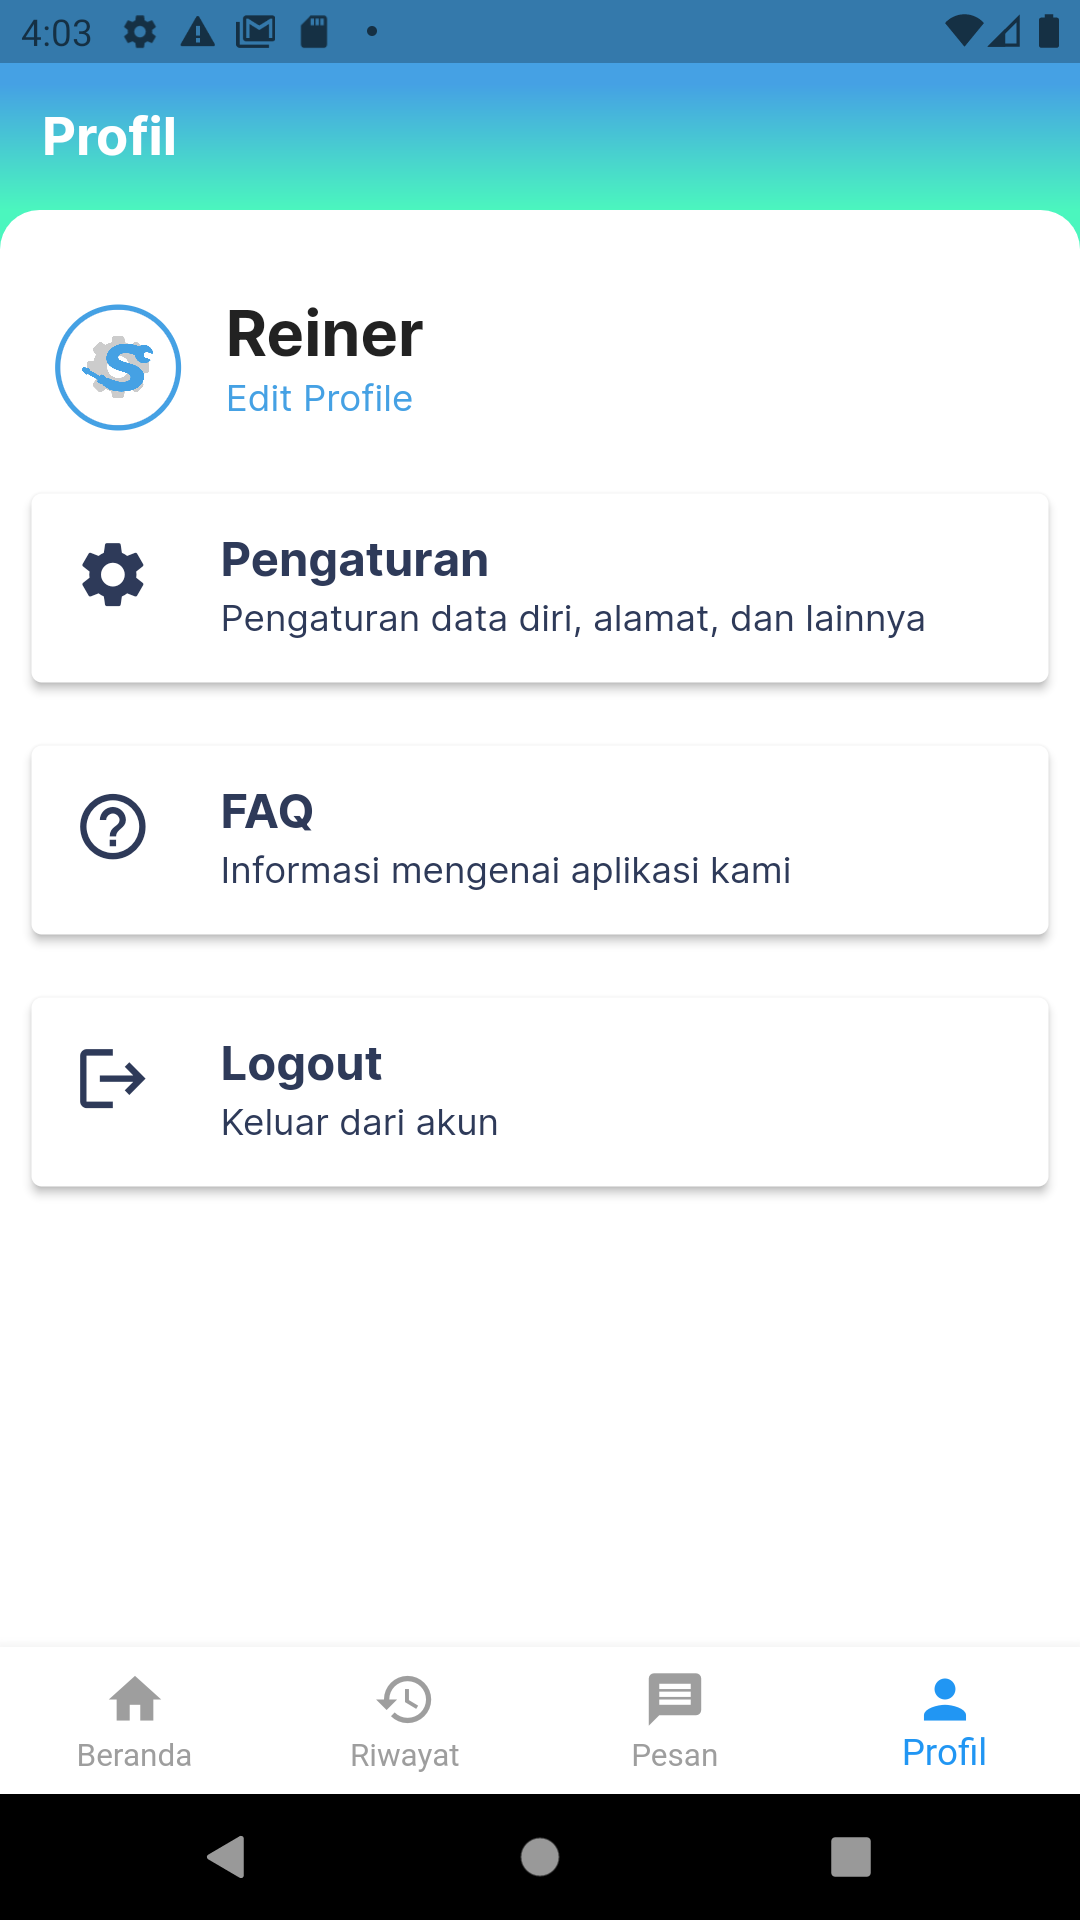 4:03
Profil
Reiner
Edit Profile
Pengaturan
Pengaturan data diri, alamat, dan lainnya
FAQ
Informasi mengenai aplikasi kami
Logout
Keluar dari akun
Beranda
Riwayat
Pesan
Profil